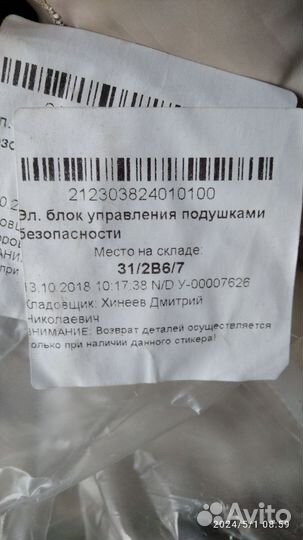 212303824010100
Эл. блок управления подушками
безопасности
Место на складе:
31/2В6/7
13.10.2018 10:17:38 N/D У-00007626
Кладовщик: Хинеев Дмитрий
Николаевич
ВНИМАНИЕ: Возврат деталей осуществляется
только при наличии данного стикера!
2024/5/1 08:59
Avito